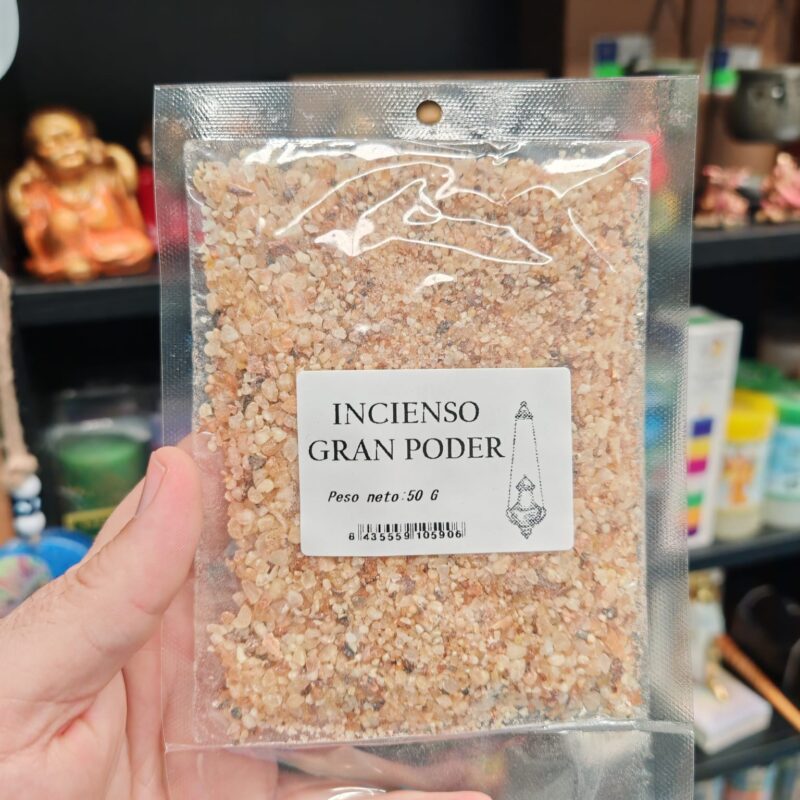 INCIENSO
GRAN PODER
Peso neto:50 G
6 435559 105906